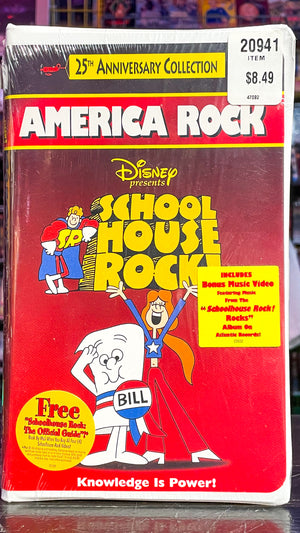 20941
ITEM
$8.49
47292
25TH ANNIVERSARY COLLECTION
AMERICA ROCK
DISNEY
presents
SCHOOL
HOUSE
ROCK!
INCLUDES
Bonus Music Video
Featuring Music
From The
"Schoolhouse Rock!
Rocks"
Album On
Atlantic Records!
BILL
Free
"Schoolhouse Rock:
The Official Guide"!*
Knowledge Is Power!